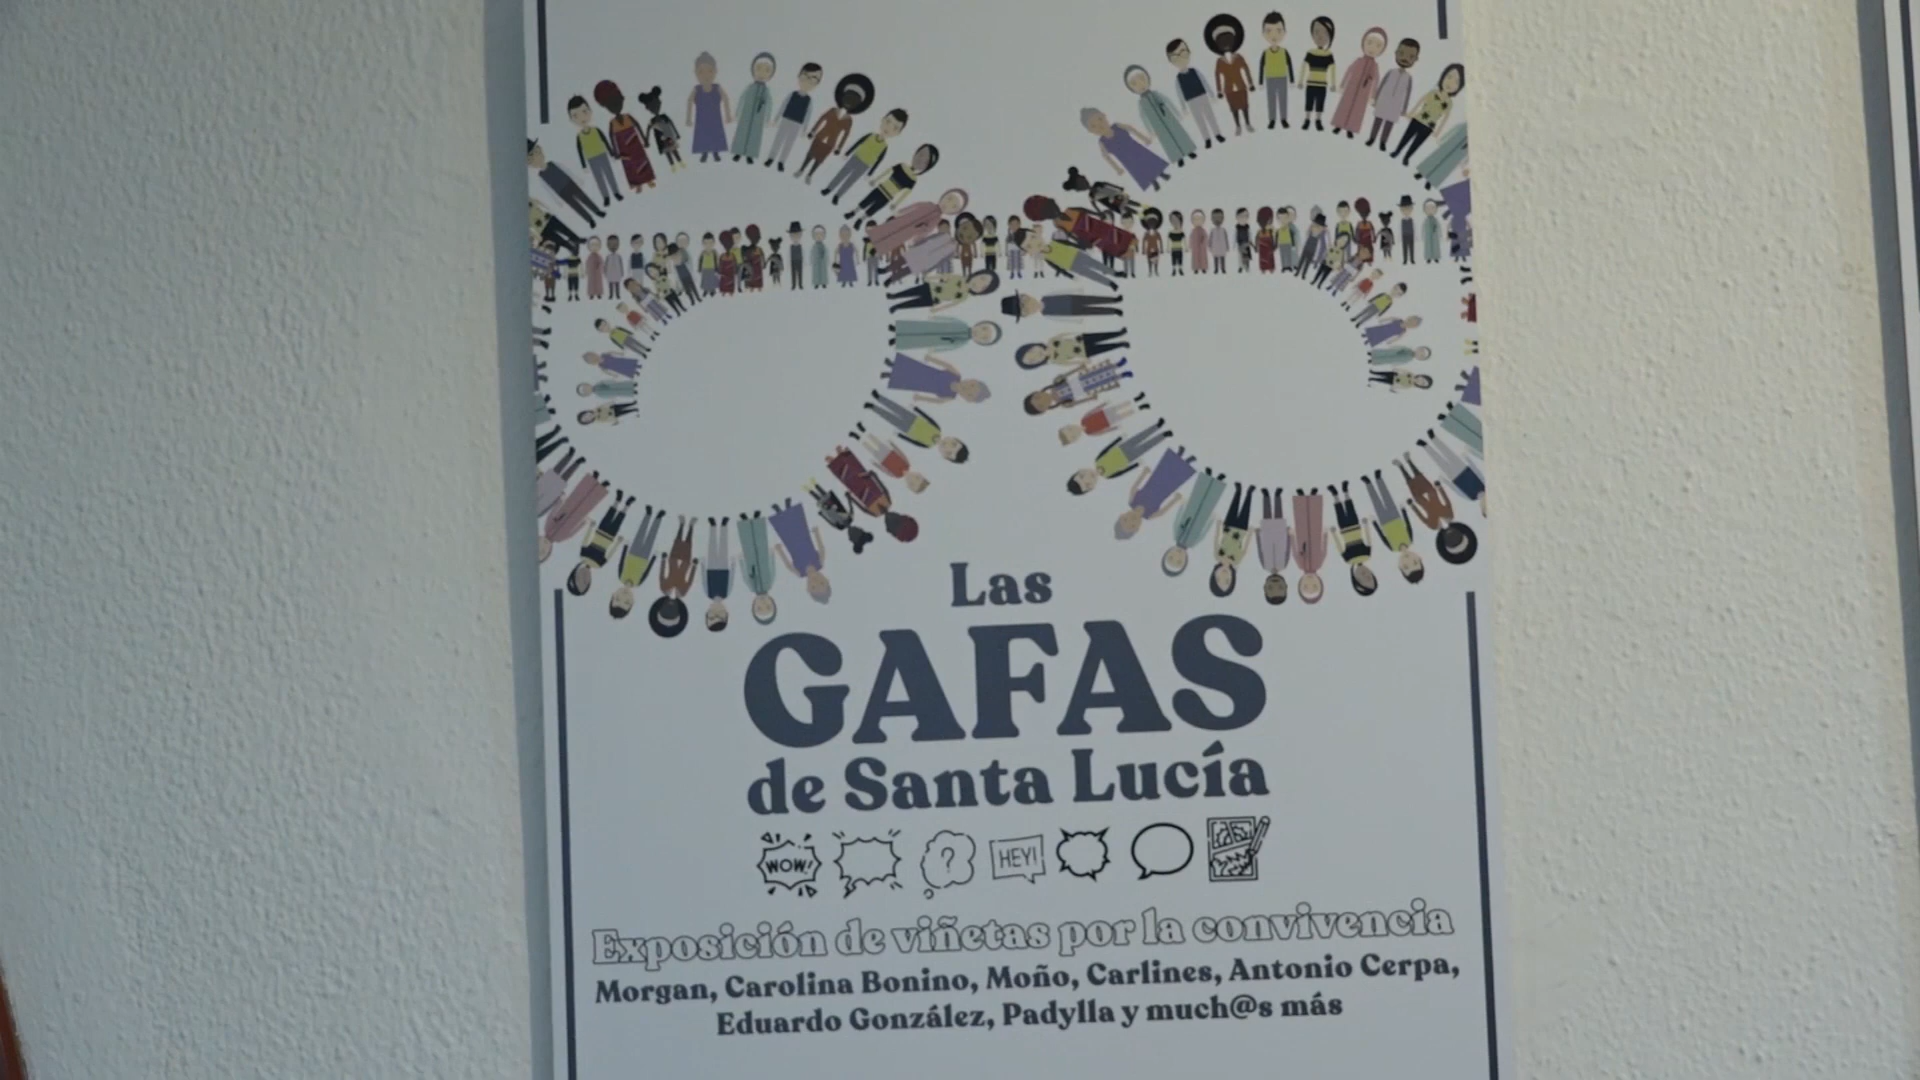 Las
GAFAS
de Santa Lucía
WOW! ? HEY!
Exposición de viñetas por la convivencia
Morgan, Carolina Bonino, Moño, Carlines, Antonio Cerpa,
Eduardo González, Padylla y much@s más